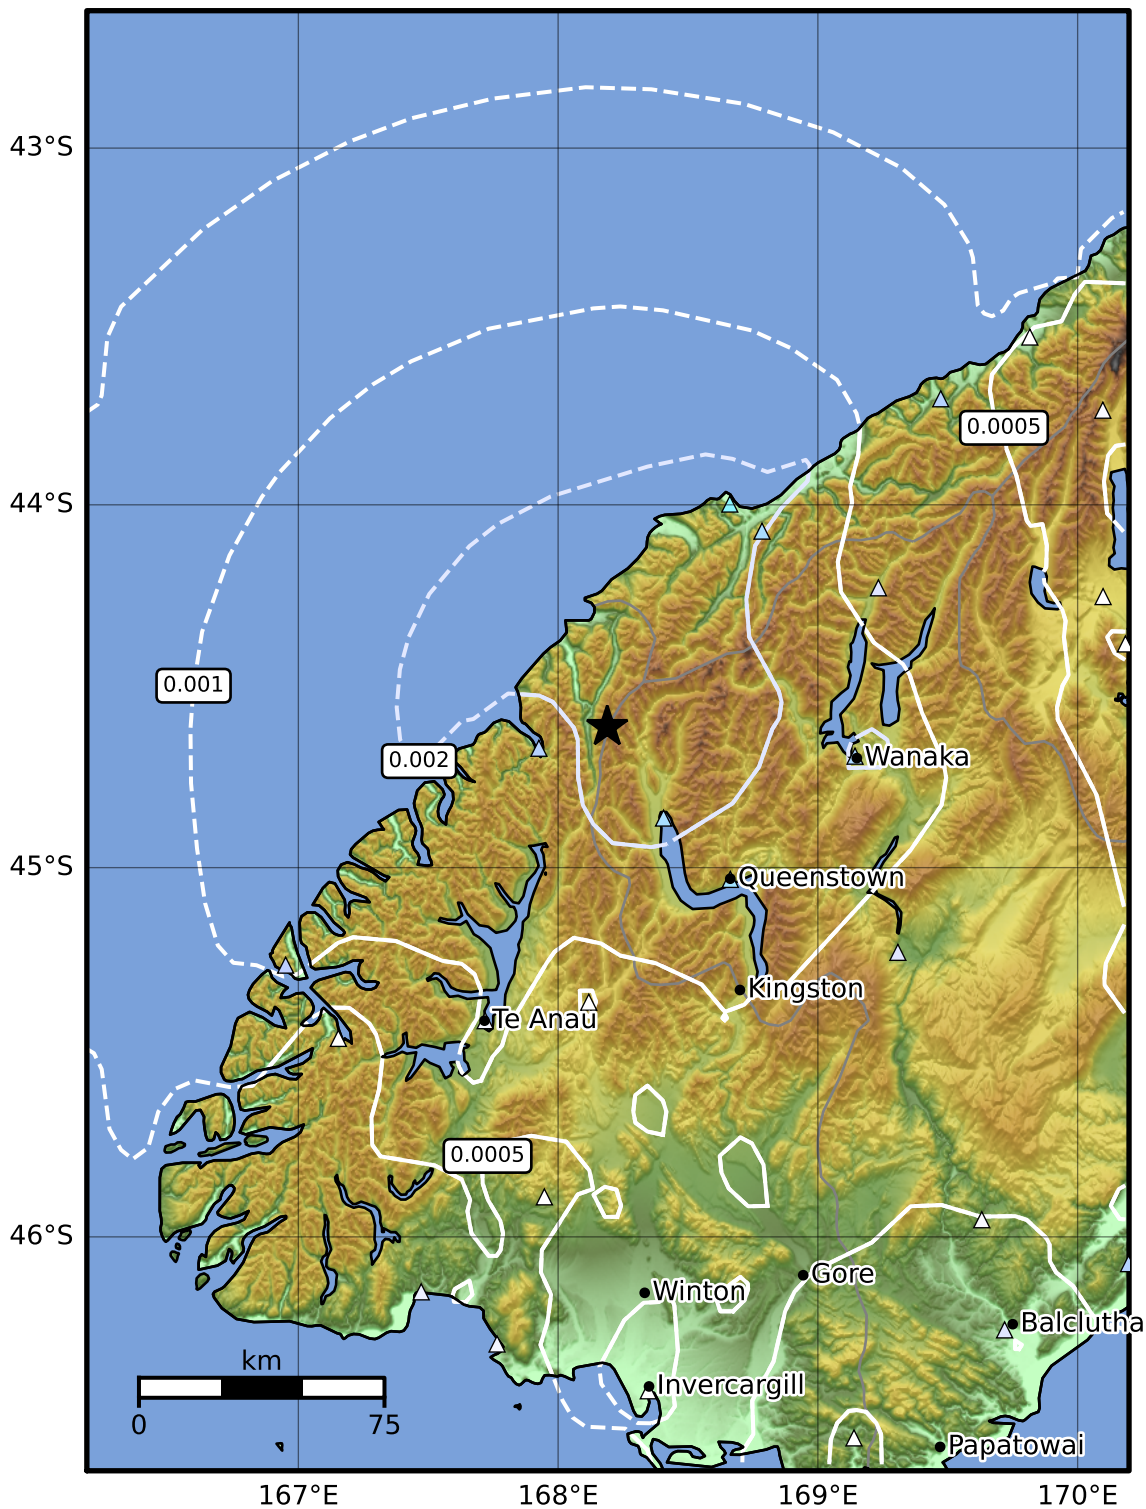 43°S
0.0005
44°S
0.001
0.002
Wanaka
45°S
Queenstown
Kingston
Te Anau
0.0005
46°S
Gore
Winton
Balclutha
km
Invercargill
0 75
Papatowai
167°E 168°E 169°E 170°E